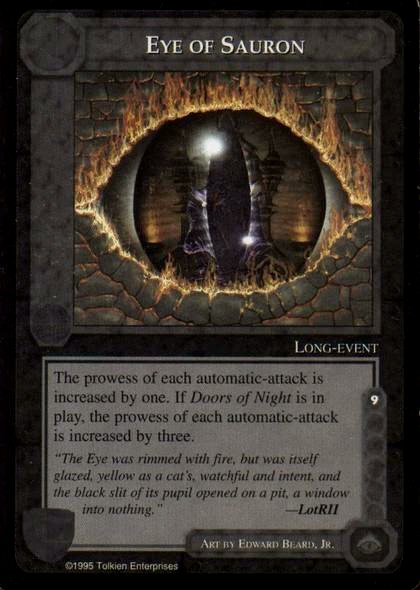 EYE OF SAURON
LONG-EVENT
The prowess of each automatic-attack is
increased by one. If Doors of Night is in
play, the prowess of each automatic-attack
is increased by three.
9
“The Eye was rimmed with fire, but was itself
glazed, yellow as a cat’s, watchful and intent, and
the black slit of its pupil opened on a pit, a window
into nothing.” —LotRII
ART BY EDWARD BEARD, JR.
©1995 Tolkien Enterprises